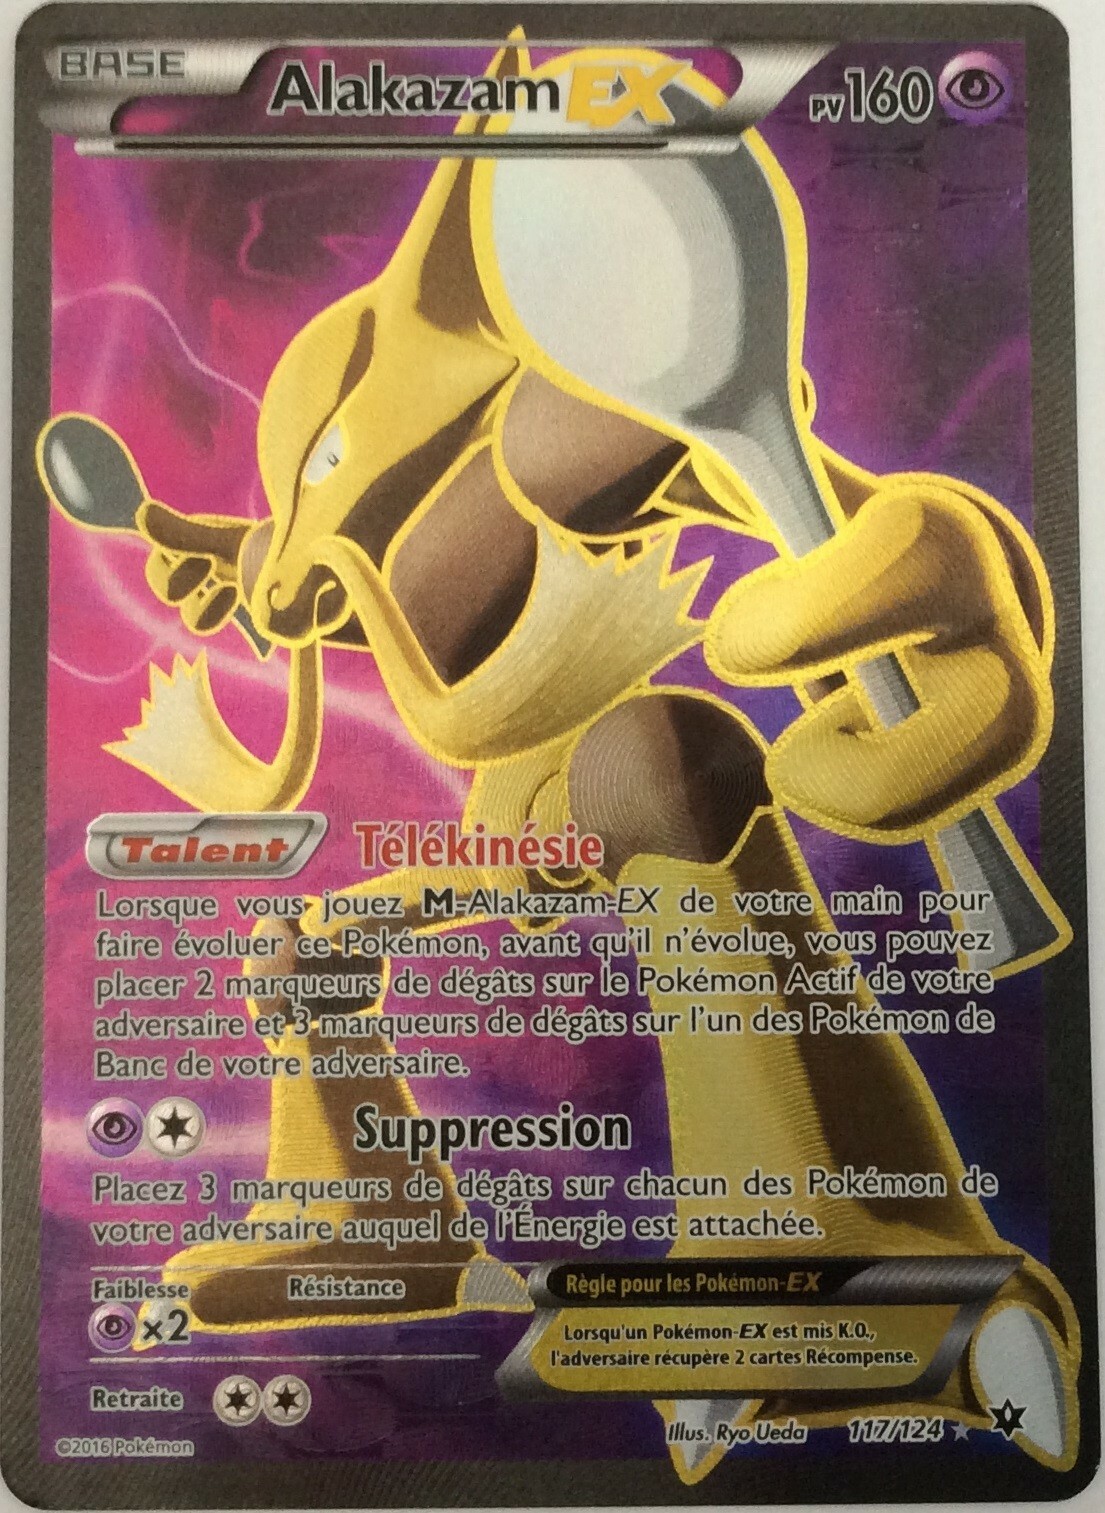 BASE
Alakazam EX
PV160
Talent Télékinésie
Lorsque vous jouez M-Alakazam-EX de votre main pour
faire évoluer ce Pokémon, avant qu'il n'évolue, vous pouvez
placer 2 marqueurs de dégâts sur le Pokémon Actif de votre
adversaire et 3 marqueurs de dégâts sur l'un des Pokémon de
Banc de votre adversaire.
Suppression
Placez 3 marqueurs de dégâts sur chacun des Pokémon de
votre adversaire auquel de l'Énergie est attachée.
Faiblesse
×2
Résistance
Retraite
Règle pour les Pokémon-EX
Lorsqu'un Pokémon-EX est mis K.O.,
l'adversaire récupère 2 cartes Récompense.
Illus. Ryo Ueda 117/124
©2016 Pokémon